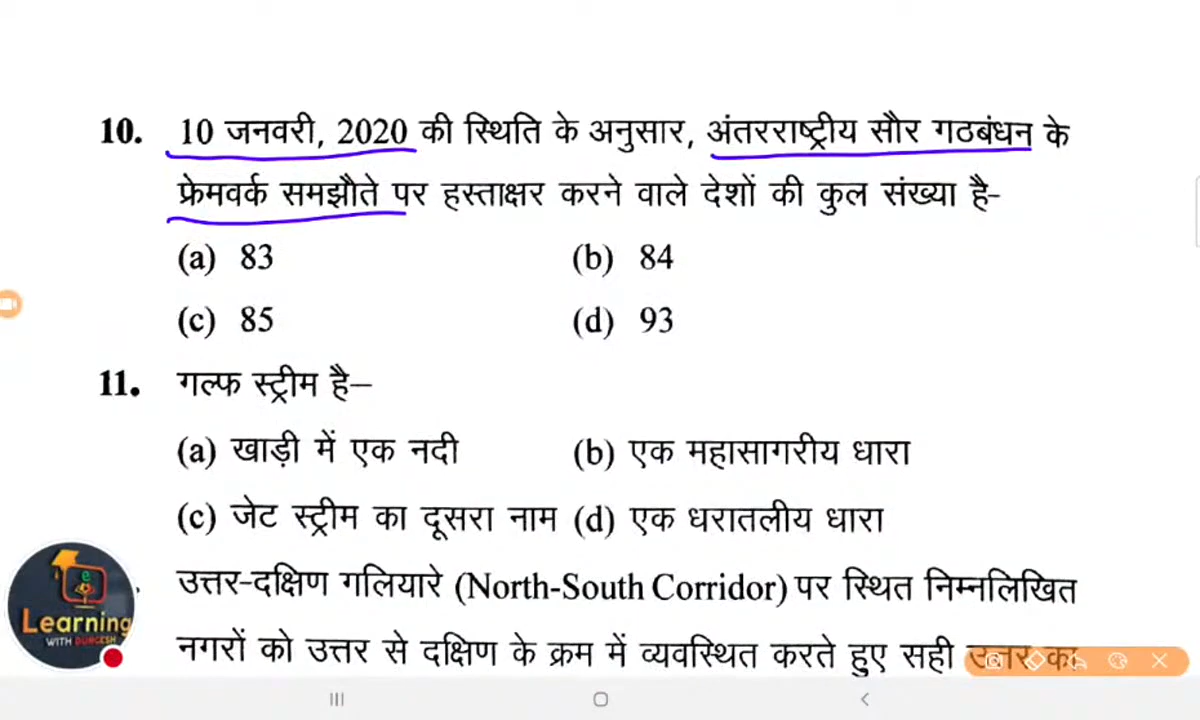 10. 10 जनवरी, 2020 की स्थिति के अनुसार, अंतरराष्ट्रीय सौर गठबंधन के
फ्रेमवर्क समझौते पर हस्ताक्षर करने वाले देशों की कुल संख्या है-
(a) 83 (b) 84
(c) 85 (d) 93
11. गल्फ स्ट्रीम है–
(a) खाड़ी में एक नदी (b) एक महासागरीय धारा
(c) जेट स्ट्रीम का दूसरा नाम (d) एक धरातलीय धारा
उत्तर-दक्षिण गलियारे (North-South Corridor) पर स्थित निम्नलिखित
नगरों को उत्तर से दक्षिण के क्रम में व्यवस्थित करते हुए सही
Learning
WITH DURGESH